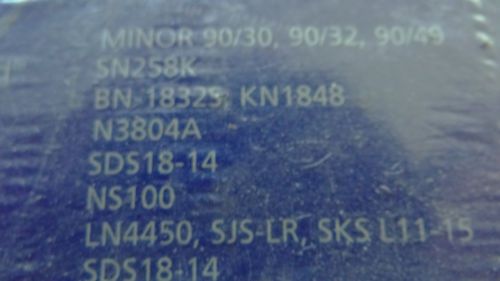 MINOR 90/30, 90/32, 90/49
SN258K
BN-18325, KN1848
N3804A
SDS18-14
NS100
LN4450, SJS-LR, SKS L11-15
SDS18-14